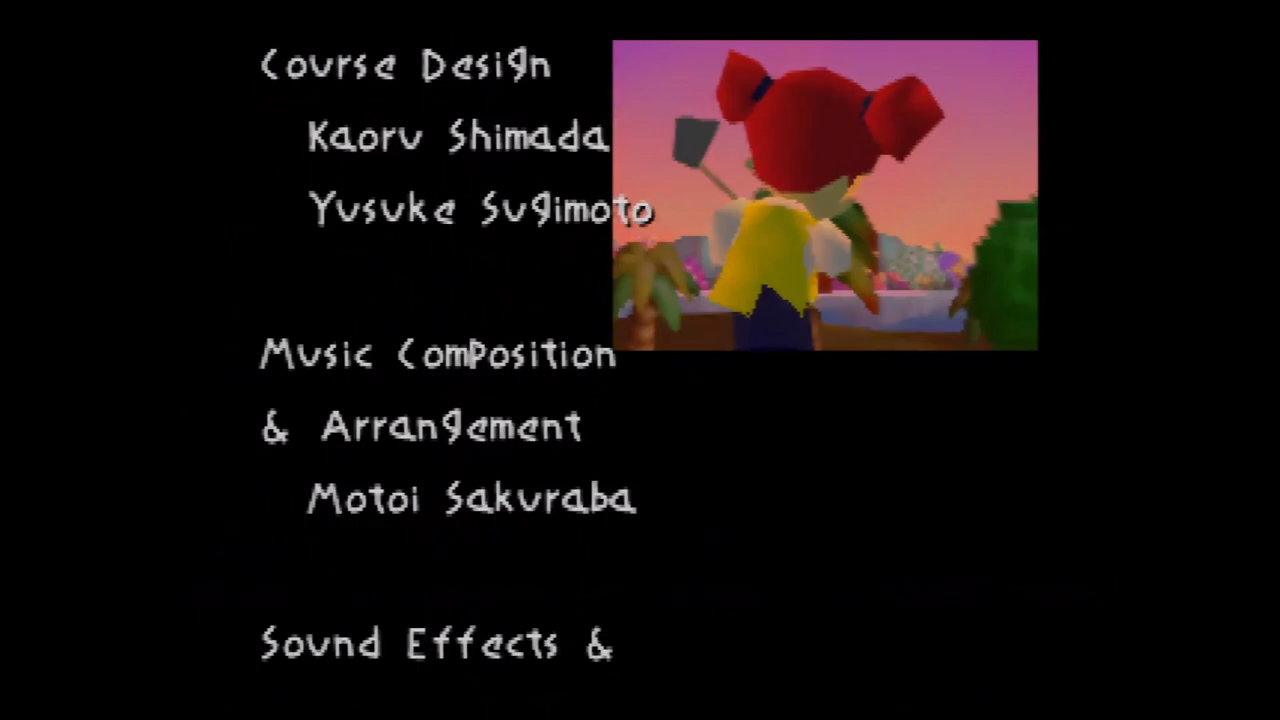 Course Design
Kaoru Shimada
Yusuke Sugimoto
Music Composition
& Arrangement
Motoi Sakuraba
Sound Effects &